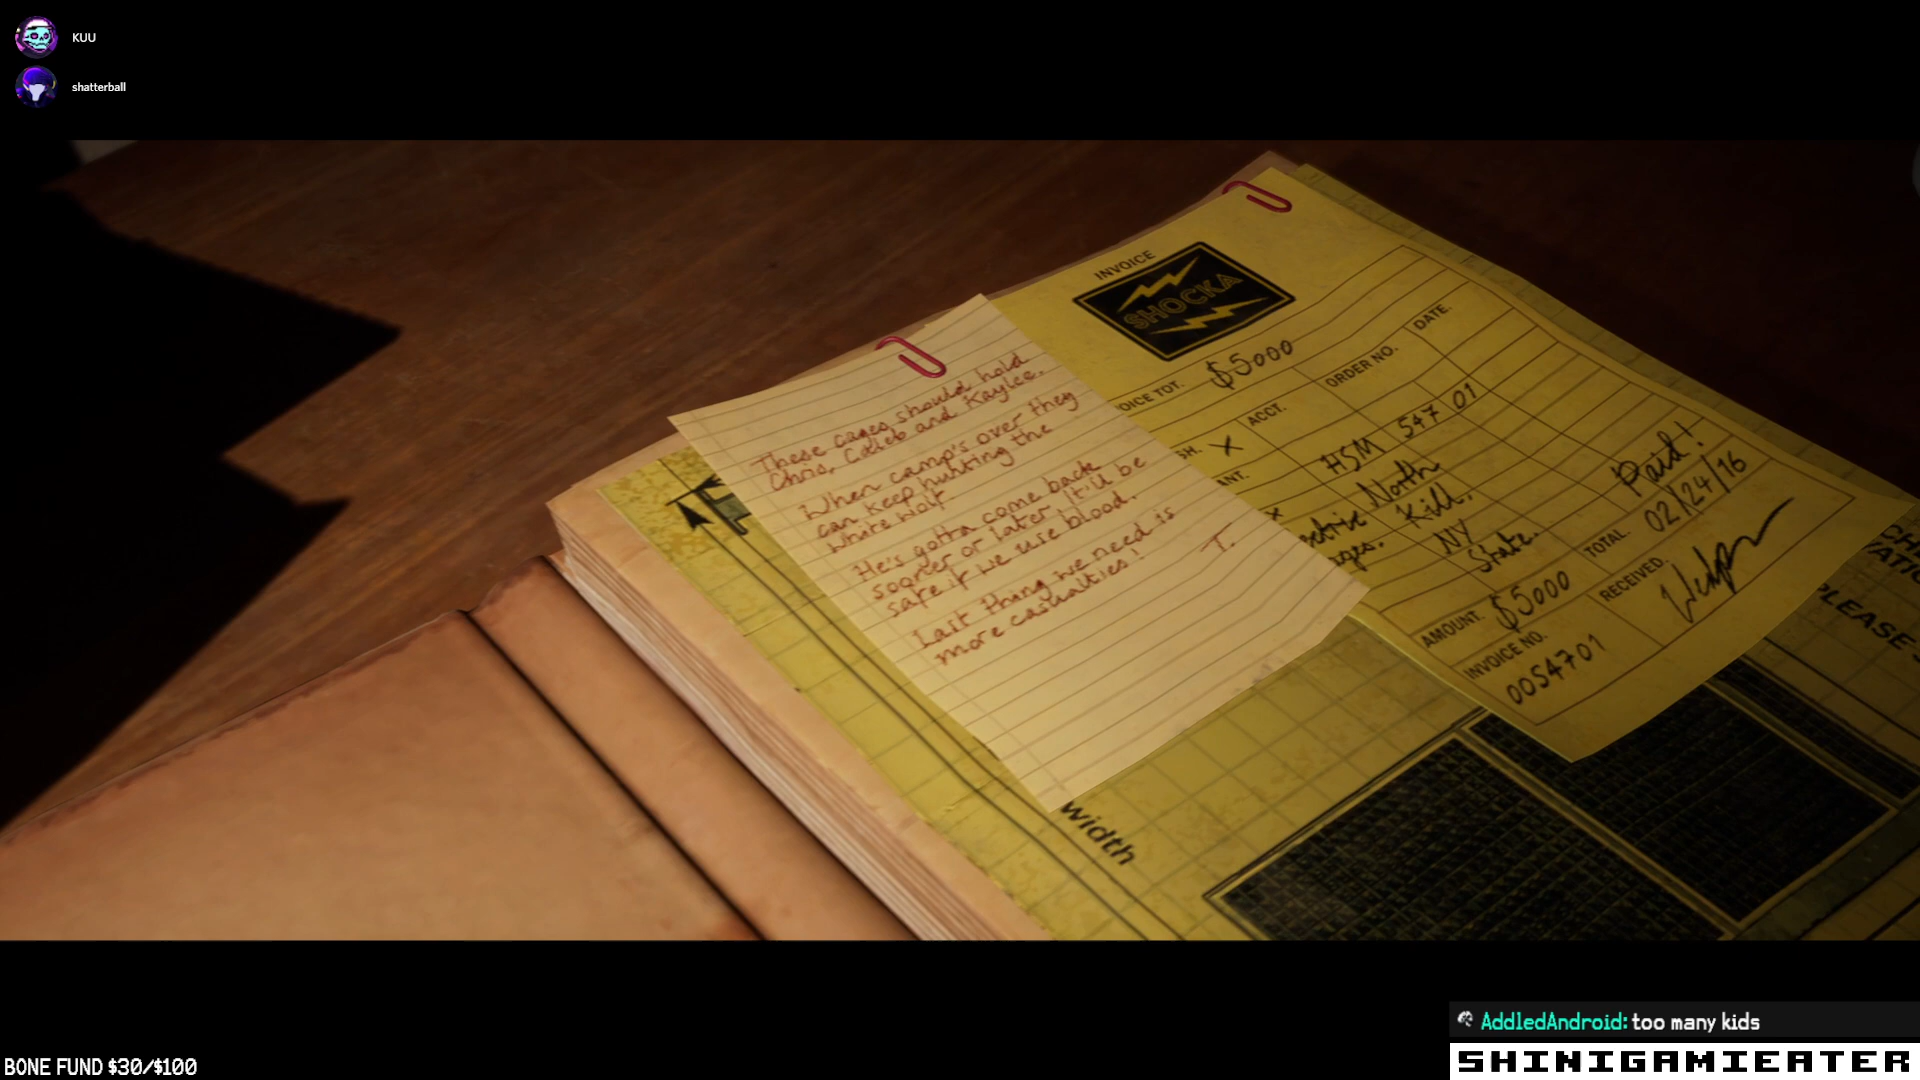 KUU
shatterball
These cages should hold
Chris, Caleb and Kaylee.
When camp's over they
can keep hunting the
White Wolf.
He's gotta come back
sooner or later. It'll be
safe if we use blood.
Last thing we need is
more casualties!
T.
INVOICE
SHOCKA
OICE TOT. $5000
ORDER NO.
DATE.
SH. X
ACCT.
HSM 547 01
ANT.
x
North
Kill,
NY
State.
Paid!
02/24/16
TOTAL.
AMOUNT. $5000
RECEIVED.
INVOICE NO.
0054701
PLEASE
width
AddledAndroid: too many kids
BONE FUND $30/$100
SHINIGAMIEATER